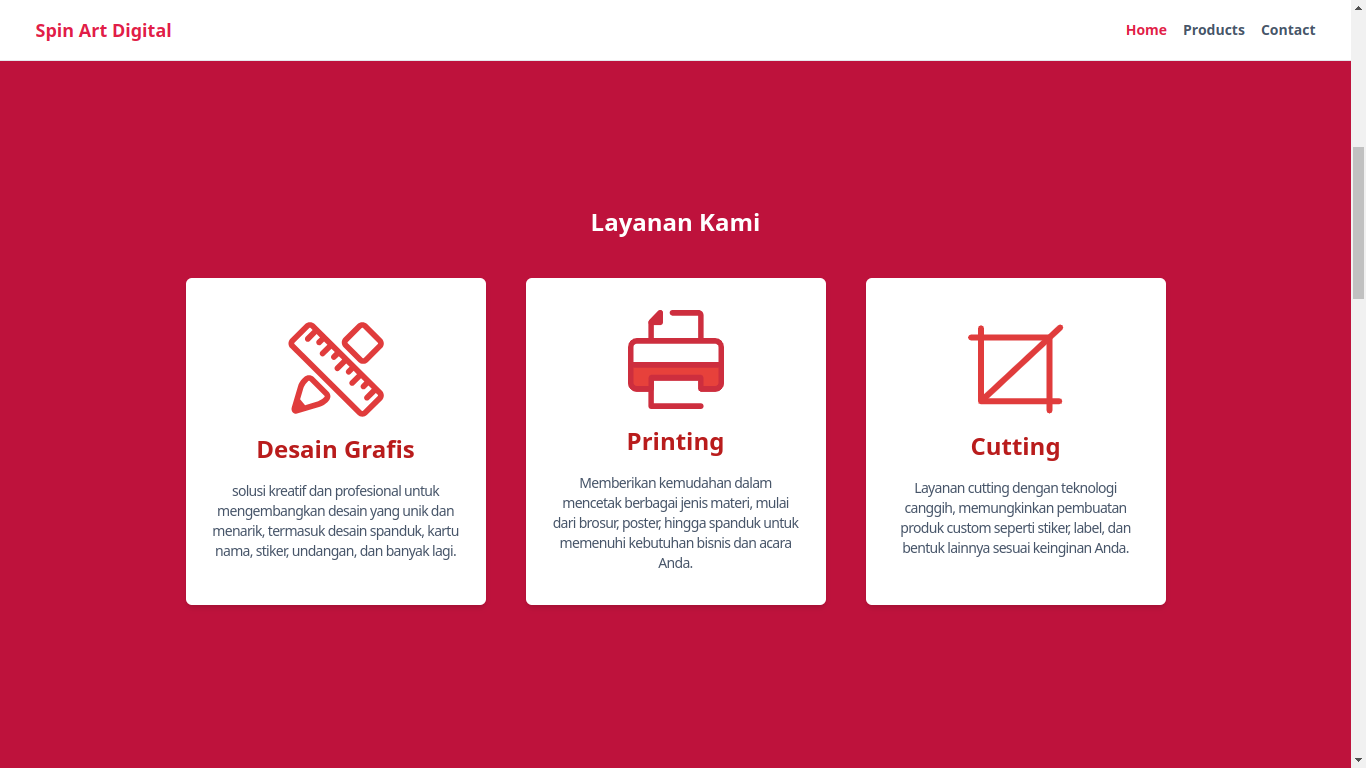 Spin Art Digital
Home Products Contact
Layanan Kami
Desain Grafis
solusi kreatif dan profesional untuk
mengembangkan desain yang unik dan
menarik, termasuk desain spanduk, kartu
nama, stiker, undangan, dan banyak lagi.
Printing
Memberikan kemudahan dalam
mencetak berbagai jenis materi, mulai
dari brosur, poster, hingga spanduk untuk
memenuhi kebutuhan bisnis dan acara
Anda.
Cutting
Layanan cutting dengan teknologi
canggih, memungkinkan pembuatan
produk custom seperti stiker, label, dan
bentuk lainnya sesuai keinginan Anda.